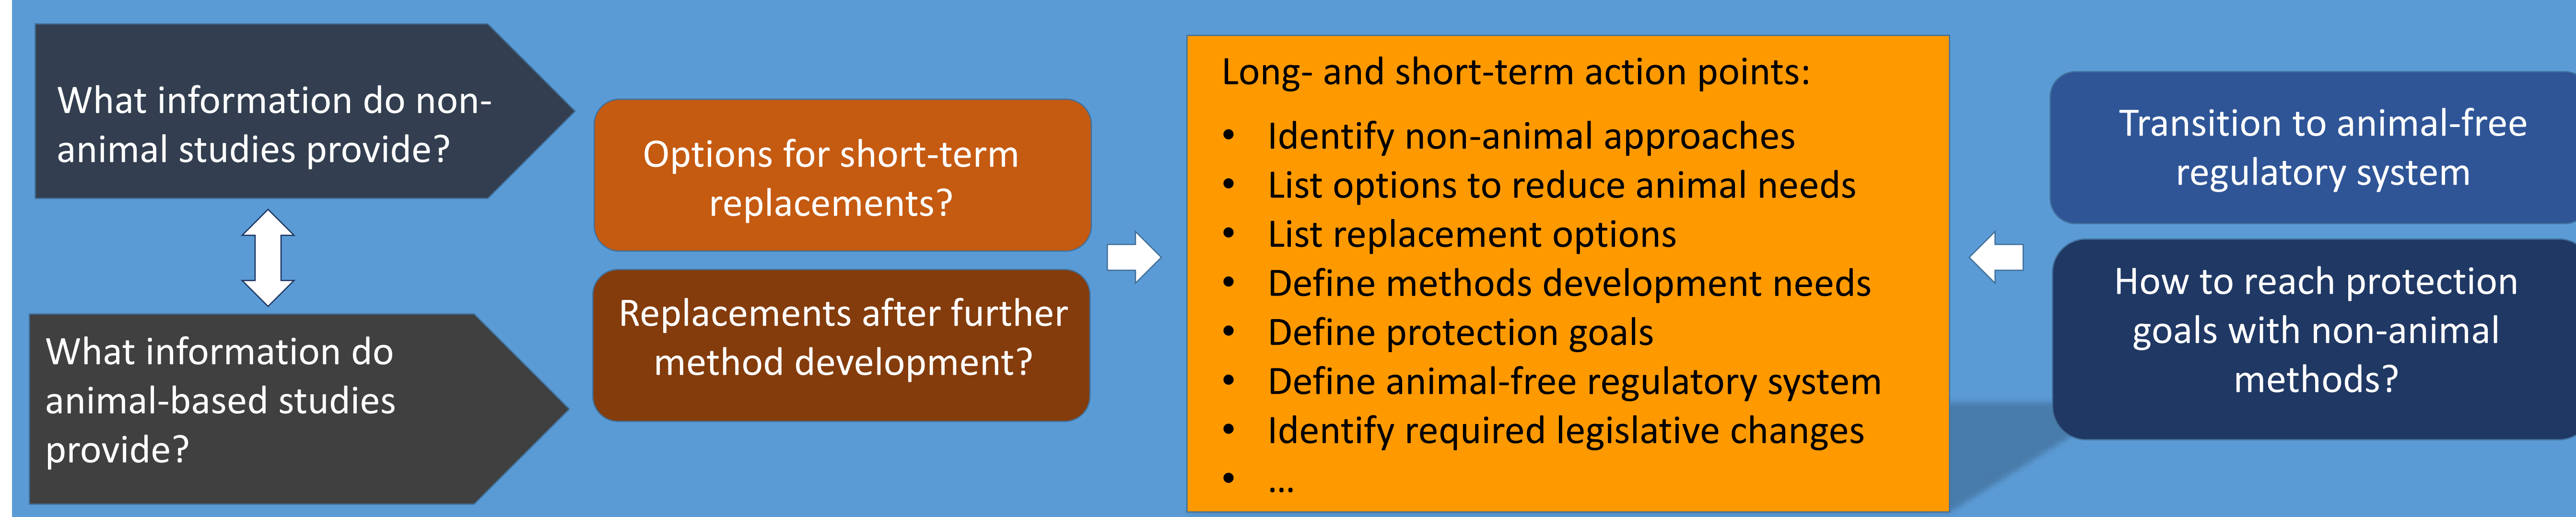 What information do non-
animal studies provide?
What information do
animal-based studies
provide?
Options for short-term
replacements?
Replacements after further
method development?
Long- and short-term action points:
• Identify non-animal approaches
• List options to reduce animal needs
• List replacement options
• Define methods development needs
• Define protection goals
• Define animal-free regulatory system
• Identify required legislative changes
• ...
Transition to animal-free
regulatory system
How to reach protection
goals with non-animal
methods?